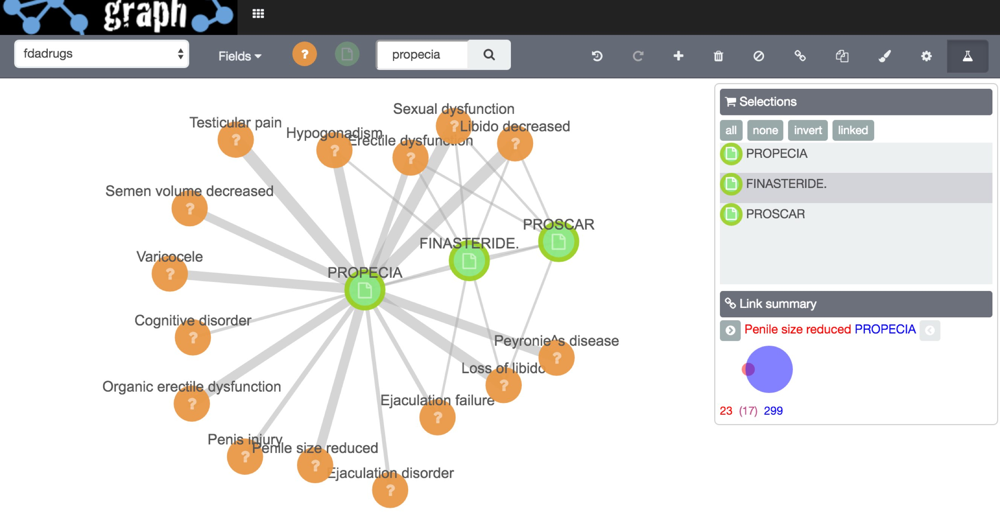 graph
fdadrugs
Fields
propecia
Selections
all none invert linked
PROPECIA
FINASTERIDE.
PROSCAR
Link summary
Penile size reduced PROPECIA
23 (17) 299
Sexual dysfunction
Testicular pain
Libido decreased
Hypogonadism
Erectile dysfunction
Semen volume decreased
PROSCAR
FINASTERIDE.
Varicocele
PROPECIA
Cognitive disorder
Peyronie^s disease
Loss of libido
Organic erectile dysfunction
Ejaculation failure
Penis injury
Penile size reduced
Ejaculation disorder